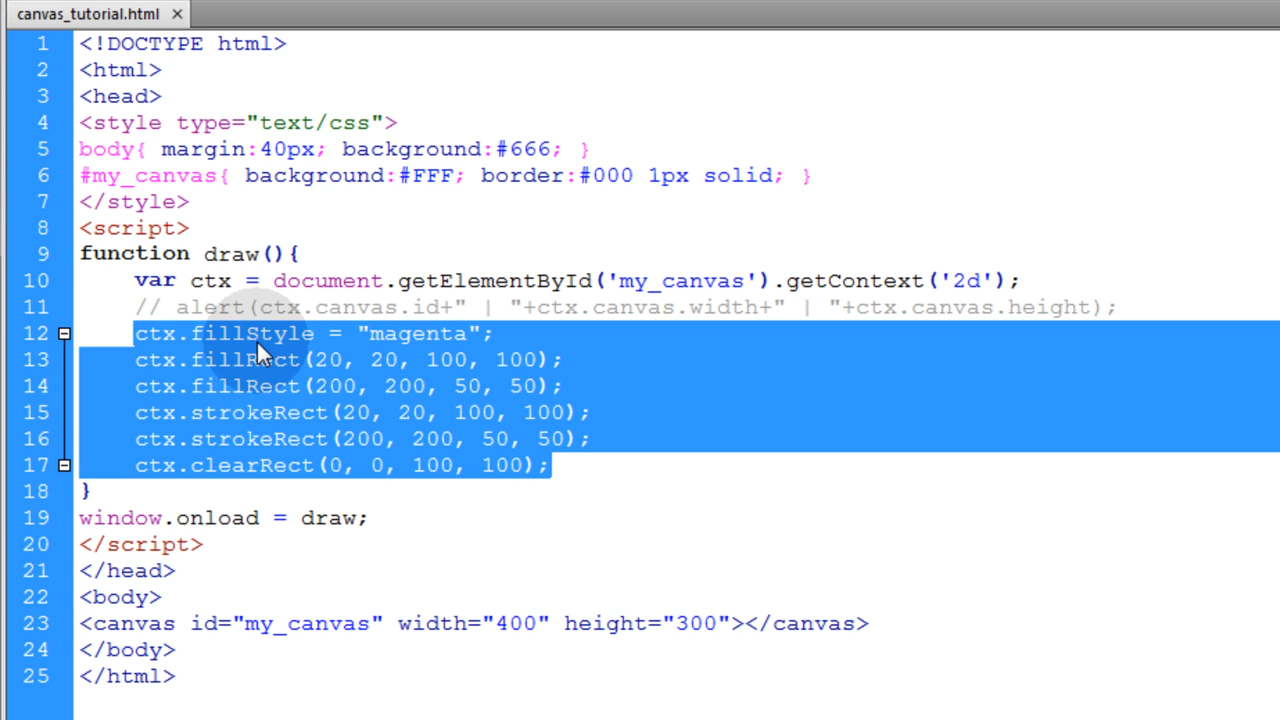 canvas_tutorial.html ×
1 <!DOCTYPE html>
2 <html>
3 <head>
4 <style type="text/css">
5 body{ margin:40px; background:#666; }
6 #my_canvas{ background:#FFF; border:#000 1px solid; }
7 </style>
8 <script>
9 function draw(){
10     var ctx = document.getElementById('my_canvas').getContext('2d');
11     // alert(ctx.canvas.id+" | "+ctx.canvas.width+" | "+ctx.canvas.height);
12     ctx.fillStyle = "magenta";
13     ctx.fillRect(20, 20, 100, 100);
14     ctx.fillRect(200, 200, 50, 50);
15     ctx.strokeRect(20, 20, 100, 100);
16     ctx.strokeRect(200, 200, 50, 50);
17     ctx.clearRect(0, 0, 100, 100);
18 }
19 window.onload = draw;
20 </script>
21 </head>
22 <body>
23 <canvas id="my_canvas" width="400" height="300"></canvas>
24 </body>
25 </html>